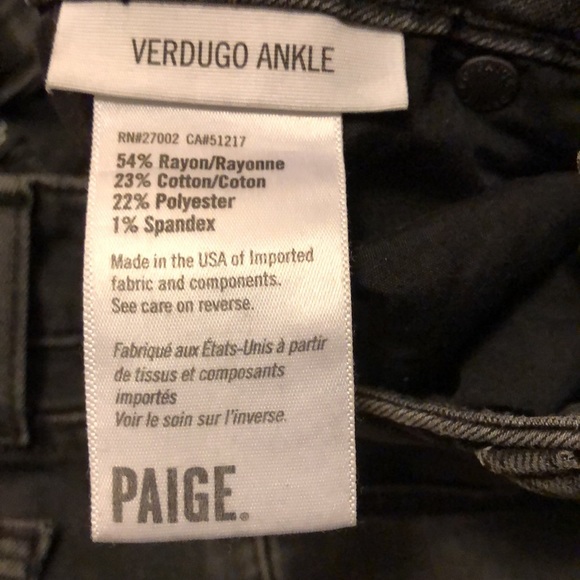 VERDUGO ANKLE
RN#27002 CA#51217
54% Rayon/Rayonne
23% Cotton/Coton
22% Polyester
1% Spandex
Made in the USA of Imported
fabric and components.
See care on reverse.
Fabriqué aux États-Unis à partir
de tissus et composants
importés
Voir le soin sur l'inverse.
PAIGE®